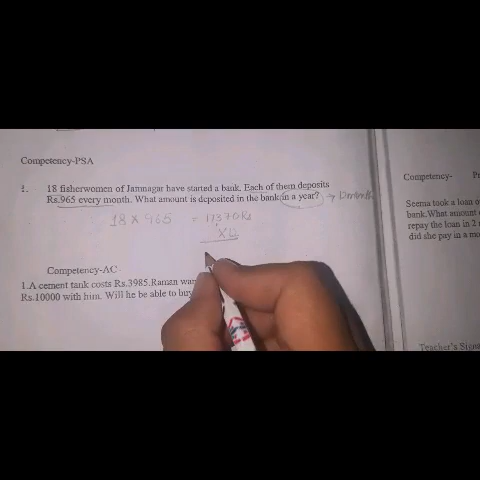 Competency-PSA
1. 18 fisherwomen of Jamnagar have started a bank. Each of them deposits
Rs.965 every month. What amount is deposited in the bank in a year?
18 × 965 = 17370
Competency-AC
1.A cement tank costs Rs.3985.Raman
Rs.10000 with him. Will he be able to buy
Competency-
Seema took a loan
bank.What amount
repay the loan in 2
did she pay in a
Teacher's